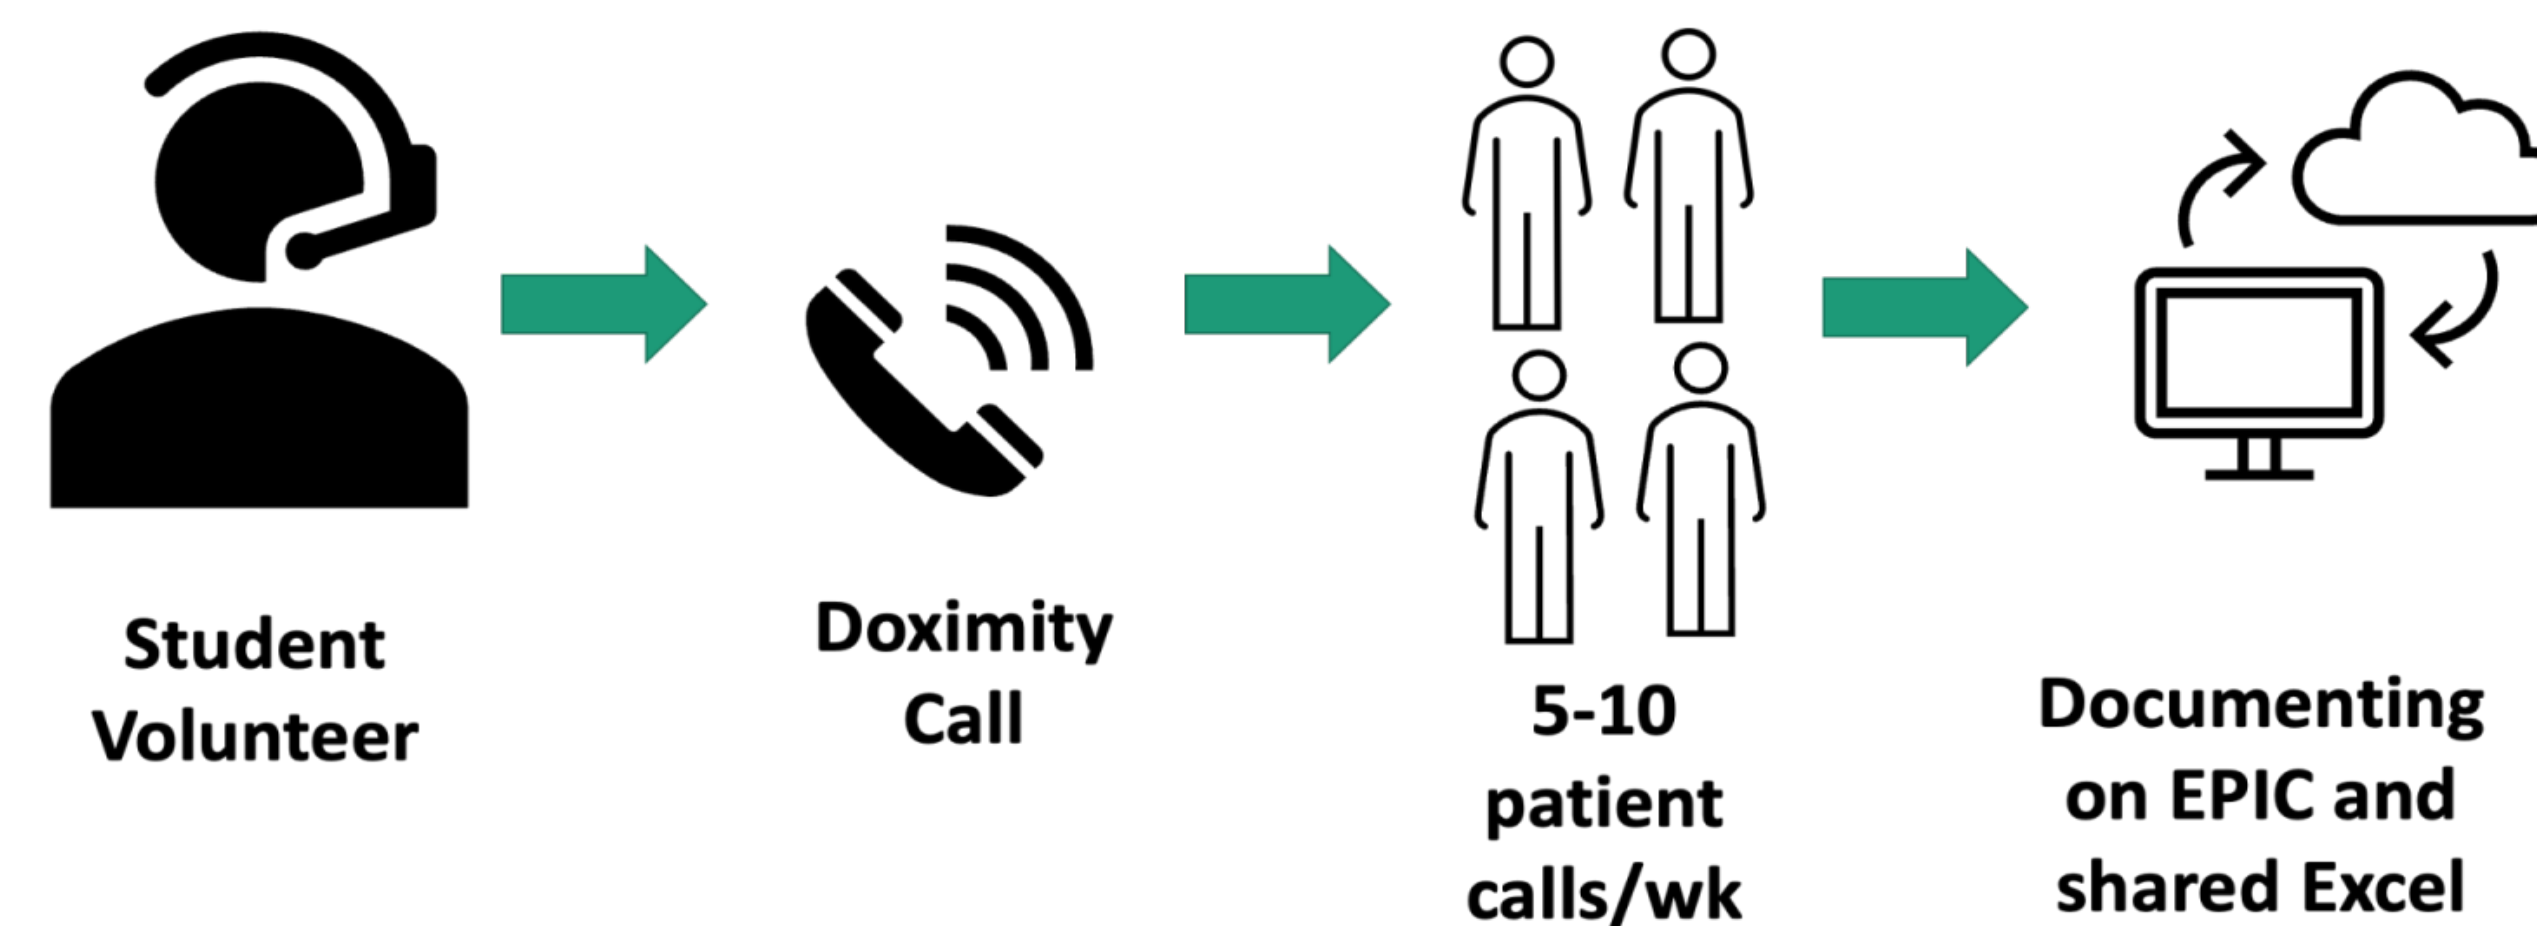 Student
Volunteer
Doximity
Call
5-10
patient
calls/wk
Documenting
on EPIC and
shared Excel